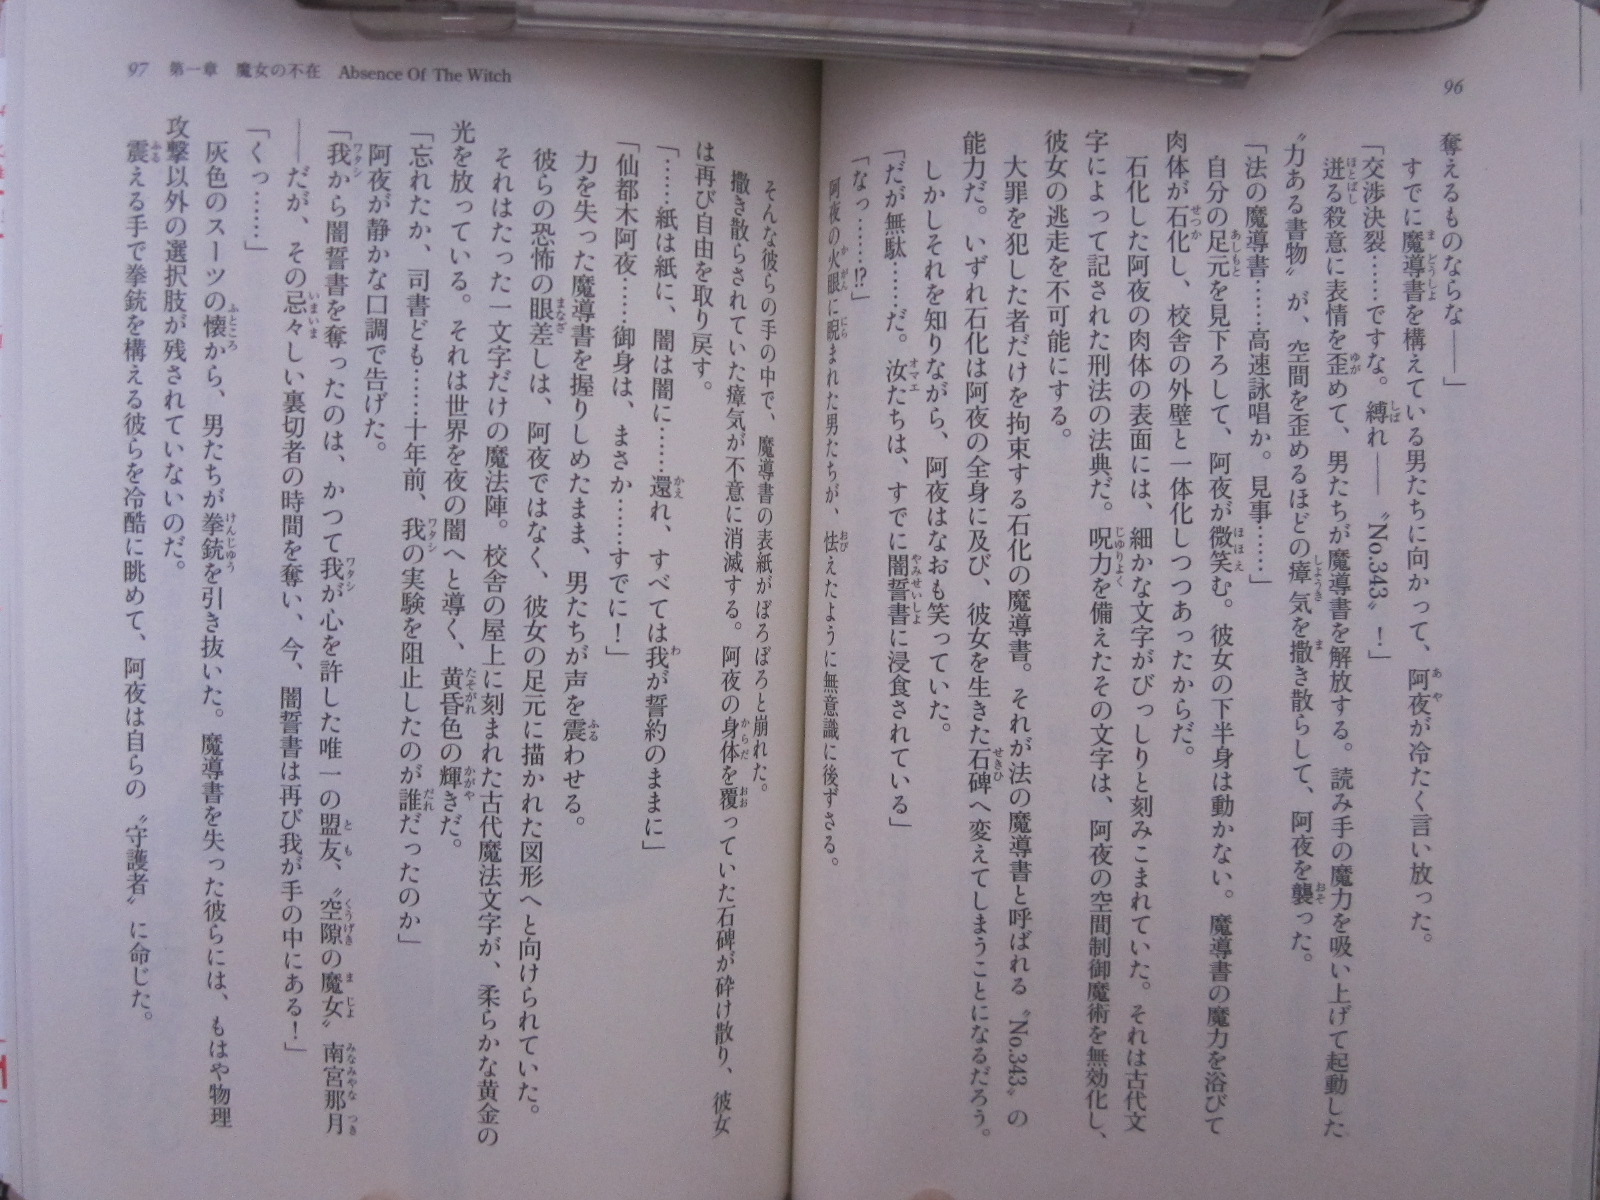 96
奪えるものならな――」
すでに魔導書を構えている男たちに向かって、阿夜が冷たく言い放った。
「交渉決裂……ですな。縛れ――〝No.343〟！」
迸る殺意に表情を歪めて、男たちが魔導書を解放する。読み手の魔力を吸い上げて起動した
〝力ある書物〟が、空間を歪めるほどの瘴気を撒き散らして、阿夜を襲った。
「法の魔導書……高速詠唱か。見事……」
自分の足元を見下ろして、阿夜が微笑む。彼女の下半身は動かない。魔導書の魔力を浴びて
肉体が石化し、校舎の外壁と一体化しつつあったからだ。
石化した阿夜の肉体の表面には、細かな文字がびっしりと刻みこまれていた。それは古代文
字によって記された刑法の法典だ。呪力を備えたその文字は、阿夜の空間制御魔術を無効化し、
彼女の逃走を不可能にする。
大罪を犯した者だけを拘束する石化の魔導書。それが法の魔導書と呼ばれる〝No.343〟の
能力だ。いずれ石化は阿夜の全身に及び、彼女を生きた石碑へ変えてしまうことになるだろう。
しかしそれを知りながら、阿夜はなおも笑っていた。
「だが、無駄……だ。汝たちは、すでに闇誓書に浸食されている」
「なっ……!?」
阿夜の火眼に睨まれた男たちが、怯えたように無意識に後ずさる。
97 第一章 魔女の不在 Absence Of The Witch
そんな彼らの手の中で、魔導書の表紙がぼろぼろと崩れた。
撒き散らされていた瘴気が不意に消滅する。阿夜の身体を覆っていた石碑が砕け散り、彼女
は再び自由を取り戻す。
「……紙は紙に、闇は闇に……還れ、すべては我が誓約のままに」
「仙都木阿夜……御身は、まさか……すでに！」
力を失った魔導書を握りしめたまま、男たちが声を震わせる。
彼らの恐怖の眼差しは、阿夜ではなく、彼女の足元に描かれた図形へと向けられていた。
それはたった一文字だけの魔法陣。校舎の屋上に刻まれた古代魔法文字が、柔らかな黄金の
光を放っている。それは世界を夜の闇へと導く、黄昏色の輝きだ。
「忘れたか、司書ども……十年前、我の実験を阻止したのが誰だったのか」
阿夜が静かな口調で告げた。
「我から闇誓書を奪ったのは、かつて我が心を許した唯一の盟友、〝空隙の魔女〟南宮那月
――だが、その忌々しい裏切者の時間を奪い、今、闇誓書は再び我が手の中にある！」
「くっ……」
灰色のスーツの懐から、男たちが拳銃を引き抜いた。魔導書を失った彼らには、もはや物理
攻撃以外の選択肢が残されていないのだ。
震える手で拳銃を構える彼らを冷酷に眺めて、阿夜は自らの〝守護者〟に命じた。